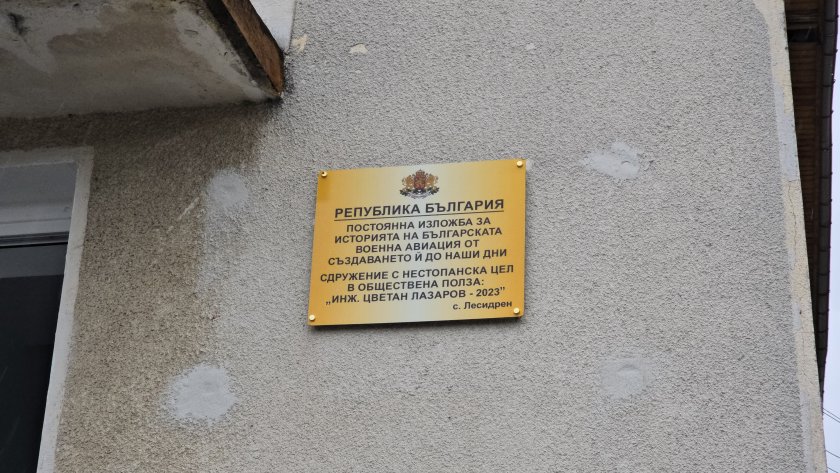 РЕПУБЛИКА БЪЛГАРИЯ
ПОСТОЯННА ИЗЛОЖБА ЗА
ИСТОРИЯТА НА БЪЛГАРСКАТА
ВОЕННА АВИАЦИЯ ОТ
СЪЗДАВАНЕТО Ѝ ДО НАШИ ДНИ
СДРУЖЕНИЕ С НЕСТОПАНСКА ЦЕЛ
В ОБЩЕСТВЕНА ПОЛЗА:
„ИНЖ. ЦВЕТАН ЛАЗАРОВ - 2023”
с. Лесидрен